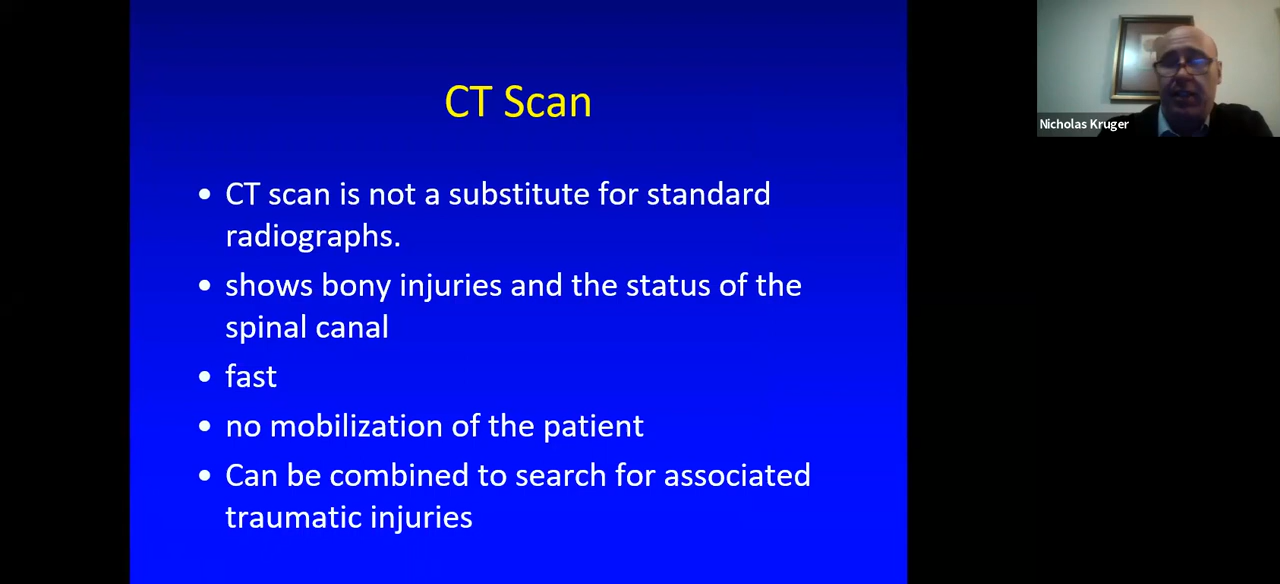 CT Scan
• CT scan is not a substitute for standard
radiographs.
• shows bony injuries and the status of the
spinal canal
• fast
• no mobilization of the patient
• Can be combined to search for associated
traumatic injuries
Nicholas Kruger